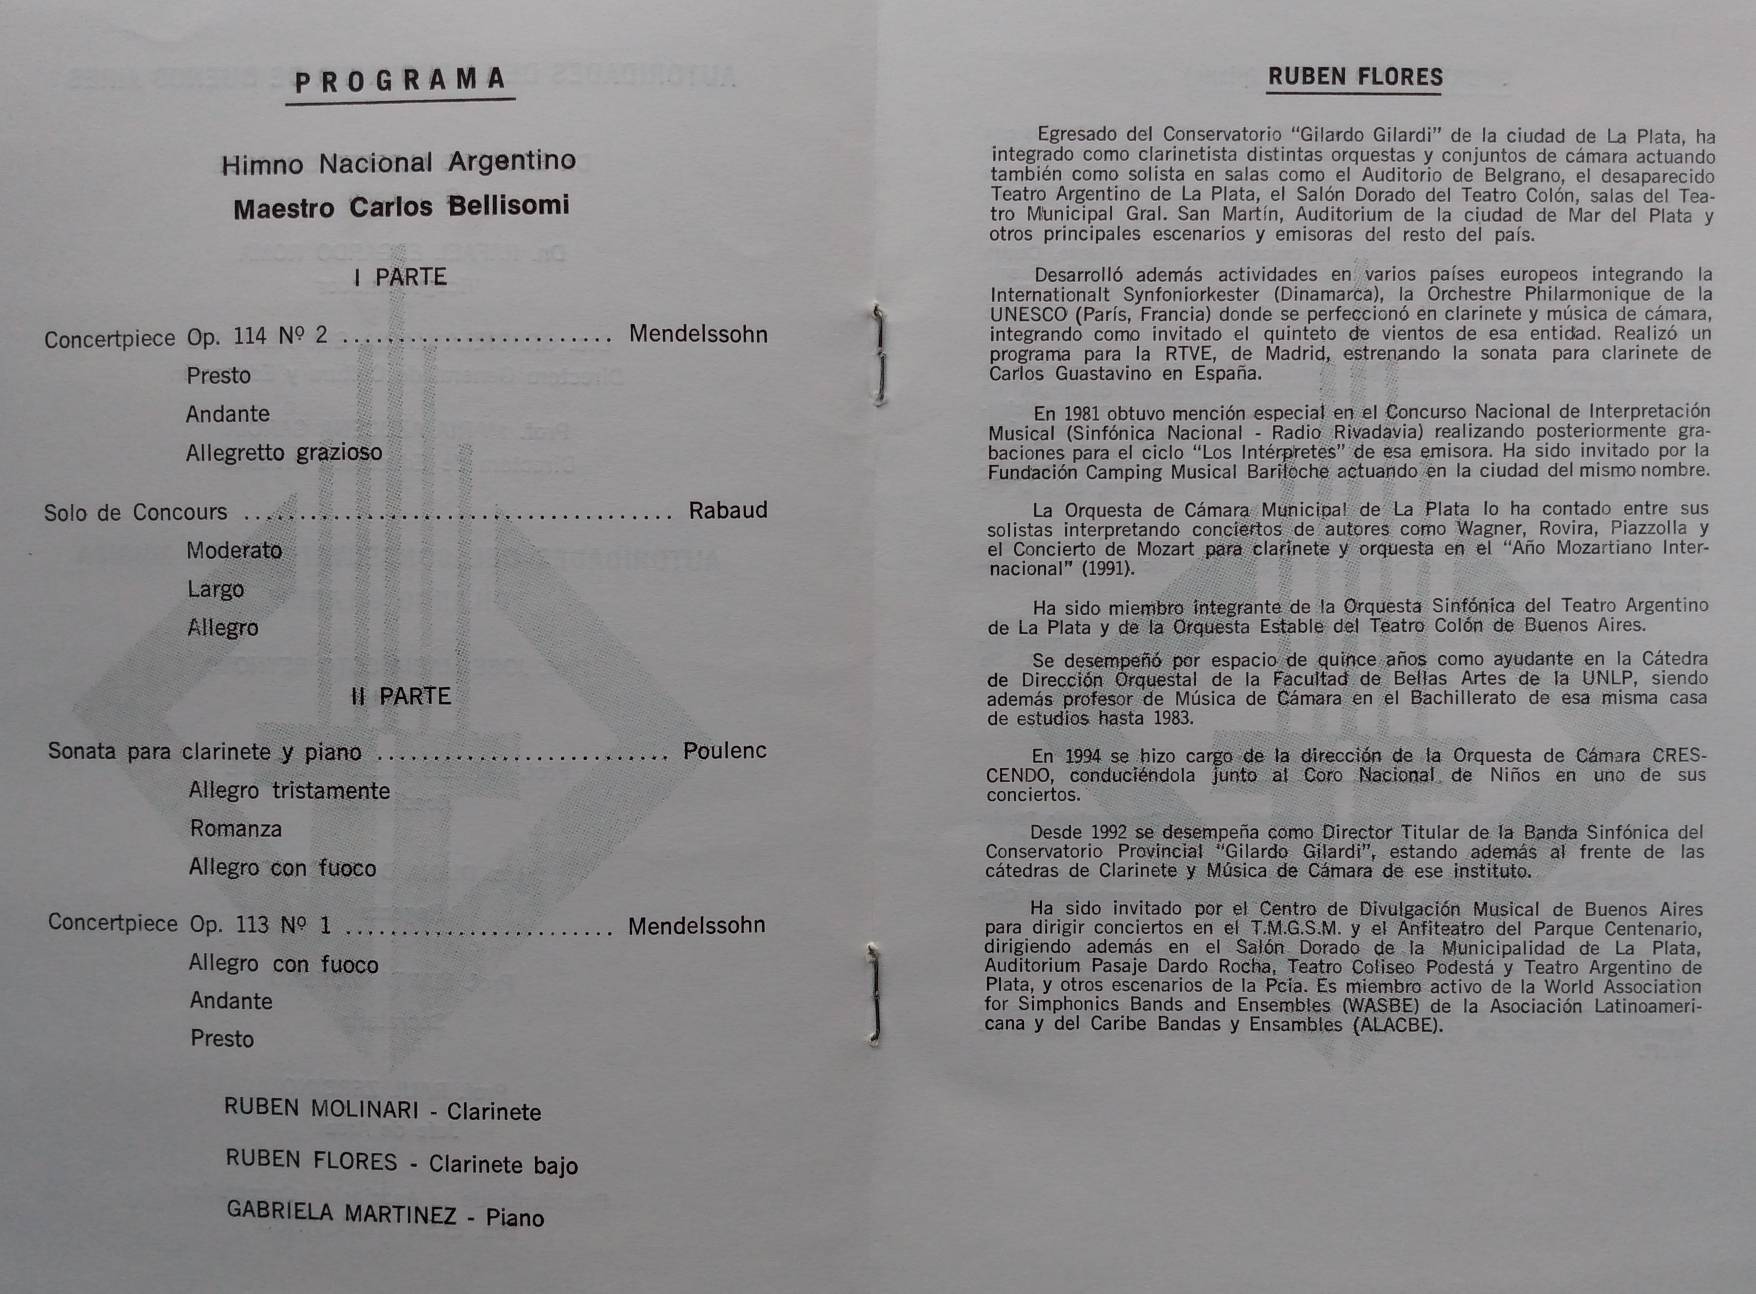 PROGRAMA
Himno Nacional Argentino
Maestro Carlos Bellisomi
I PARTE
Concertpiece Op. 114 Nº 2 ........................ Mendelssohn
Presto
Andante
Allegretto grazioso
Solo de Concours ...................................... Rabaud
Moderato
Largo
Allegro
II PARTE
Sonata para clarinete y piano .......................... Poulenc
Allegro tristamente
Romanza
Allegro con fuoco
Concertpiece Op. 113 Nº 1 ........................ Mendelssohn
Allegro con fuoco
Andante
Presto
RUBEN MOLINARI - Clarinete
RUBEN FLORES - Clarinete bajo
GABRIELA MARTINEZ - Piano
RUBEN FLORES
Egresado del Conservatorio “Gilardo Gilardi” de la ciudad de La Plata, ha
integrado como clarinetista distintas orquestas y conjuntos de cámara actuando
también como solista en salas como el Auditorio de Belgrano, el desaparecido
Teatro Argentino de La Plata, el Salón Dorado del Teatro Colón, salas del Tea-
tro Municipal Gral. San Martín, Auditorium de la ciudad de Mar del Plata y
otros principales escenarios y emisoras del resto del país.
Desarrolló además actividades en varios países europeos integrando la
Internationalt Synfoniorkester (Dinamarca), la Orchestre Philarmonique de la
UNESCO (París, Francia) donde se perfeccionó en clarinete y música de cámara,
integrando como invitado el quinteto de vientos de esa entidad. Realizó un
programa para la RTVE, de Madrid, estrenando la sonata para clarinete de
Carlos Guastavino en España.
En 1981 obtuvo mención especial en el Concurso Nacional de Interpretación
Musical (Sinfónica Nacional - Radio Rivadavia) realizando posteriormente gra-
baciones para el ciclo “Los Intérpretes” de esa emisora. Ha sido invitado por la
Fundación Camping Musical Bariloche actuando en la ciudad del mismo nombre.
La Orquesta de Cámara Municipal de La Plata lo ha contado entre sus
solistas interpretando conciertos de autores como Wagner, Rovira, Piazzolla y
el Concierto de Mozart para clarinete y orquesta en el “Año Mozartiano Inter-
nacional” (1991).
Ha sido miembro integrante de la Orquesta Sinfónica del Teatro Argentino
de La Plata y de la Orquesta Estable del Teatro Colón de Buenos Aires.
Se desempeñó por espacio de quince años como ayudante en la Cátedra
de Dirección Orquestal de la Facultad de Bellas Artes de la UNLP, siendo
además profesor de Música de Cámara en el Bachillerato de esa misma casa
de estudios hasta 1983.
En 1994 se hizo cargo de la dirección de la Orquesta de Cámara CRES-
CENDO, conduciéndola junto al Coro Nacional de Niños en uno de sus
conciertos.
Desde 1992 se desempeña como Director Titular de la Banda Sinfónica del
Conservatorio Provincial “Gilardo Gilardi”, estando además al frente de las
cátedras de Clarinete y Música de Cámara de ese instituto.
Ha sido invitado por el Centro de Divulgación Musical de Buenos Aires
para dirigir conciertos en el T.M.G.S.M. y el Anfiteatro del Parque Centenario,
dirigiendo además en el Salón Dorado de la Municipalidad de La Plata,
Auditorium Pasaje Dardo Rocha, Teatro Coliseo Podestá y Teatro Argentino de
Plata, y otros escenarios de la Pcia. Es miembro activo de la World Association
for Simphonics Bands and Ensembles (WASBE) de la Asociación Latinoameri-
cana y del Caribe Bandas y Ensambles (ALACBE).